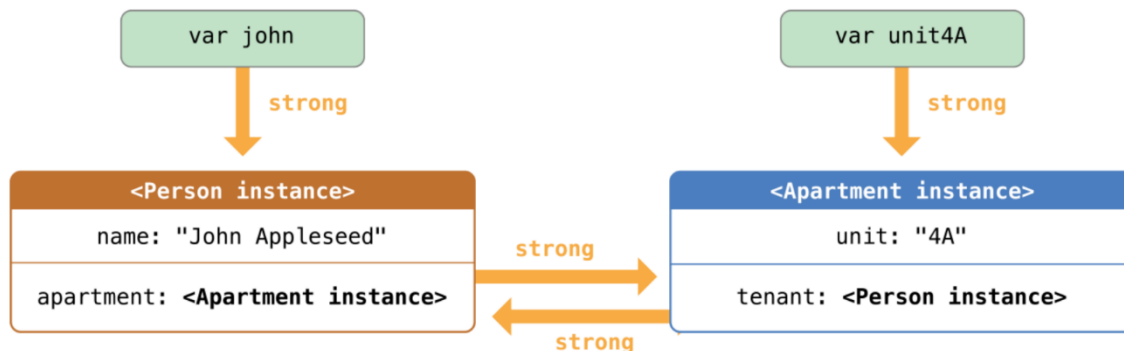 var john
var unit4A
strong
strong
<Person instance>
<Apartment instance>
name: "John Appleseed"
unit: "4A"
strong
apartment: <Apartment instance>
tenant: <Person instance>
strong